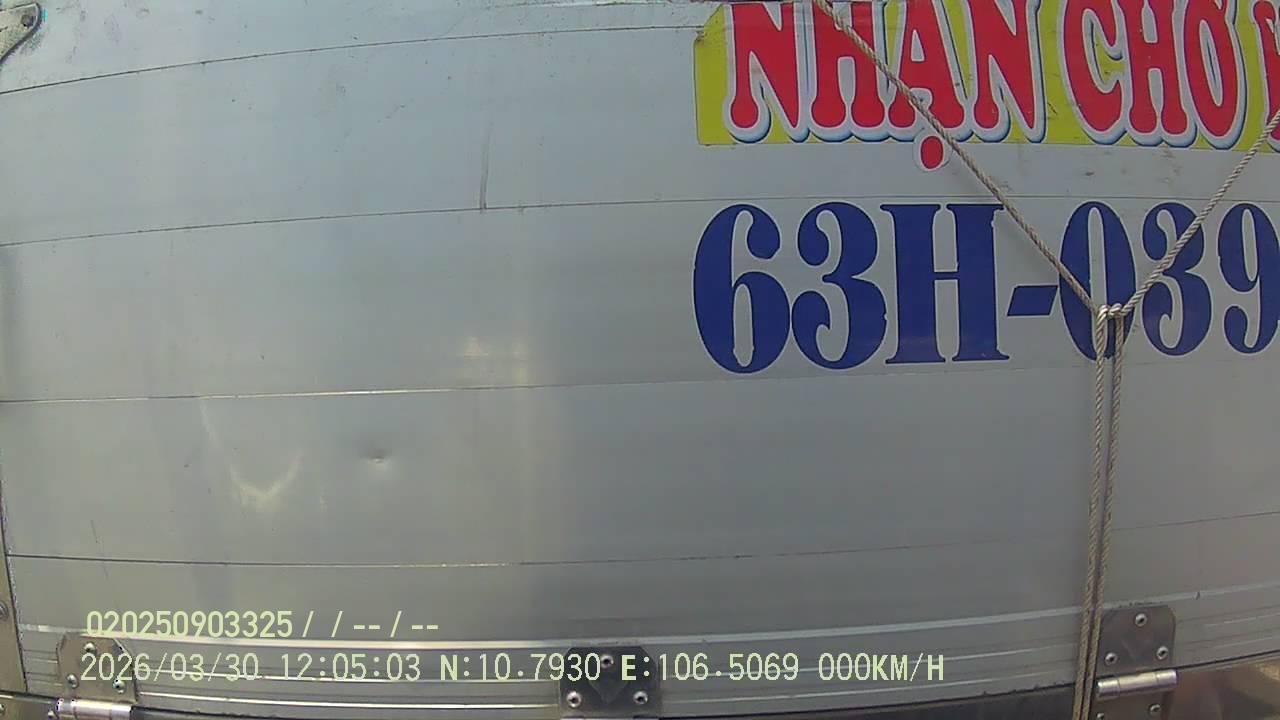 NHẬN CHỞ
63H-039
020250903325 / / -- / --
2026/03/30 12:05:03 N:10.7930 E:106.5069 000KM/H